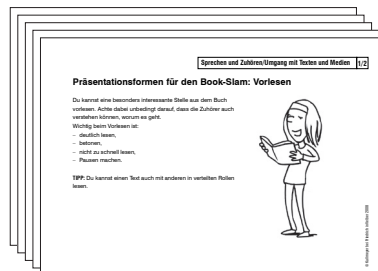 Sprechen und Zuhören/Umgang mit Texten und Medien 1/2
Präsentationsformen für den Book-Slam: Vorlesen
Du kannst eine besonders interessante Stelle aus dem Buch
vorlesen. Achte dabei unbedingt darauf, dass die Zuhörer auch
verstehen können, worum es geht.
Wichtig beim Vorlesen ist:
– deutlich lesen,
– betonen,
– nicht zu schnell lesen,
– Pausen machen.
TIPP: Du kannst einen Text auch mit anderen in verteilten Rollen
lesen.